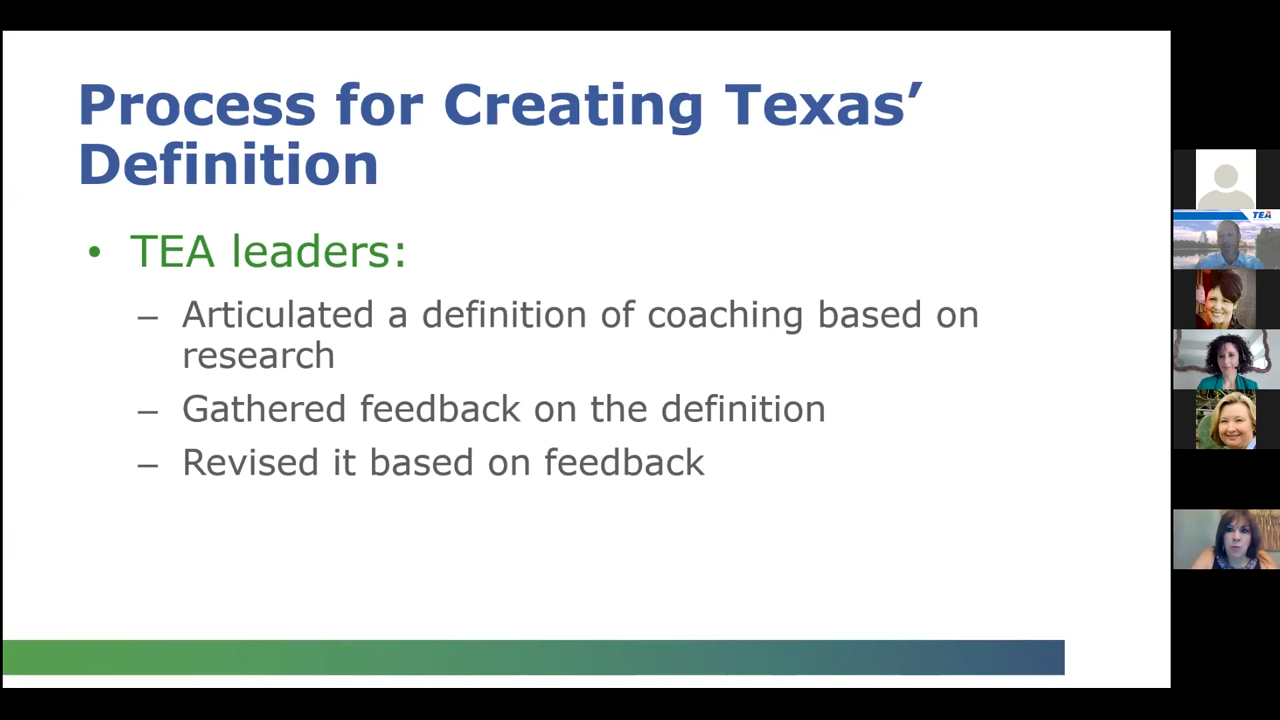 Process for Creating Texas’
Definition
• TEA leaders:
– Articulated a definition of coaching based on
research
– Gathered feedback on the definition
– Revised it based on feedback
TEA